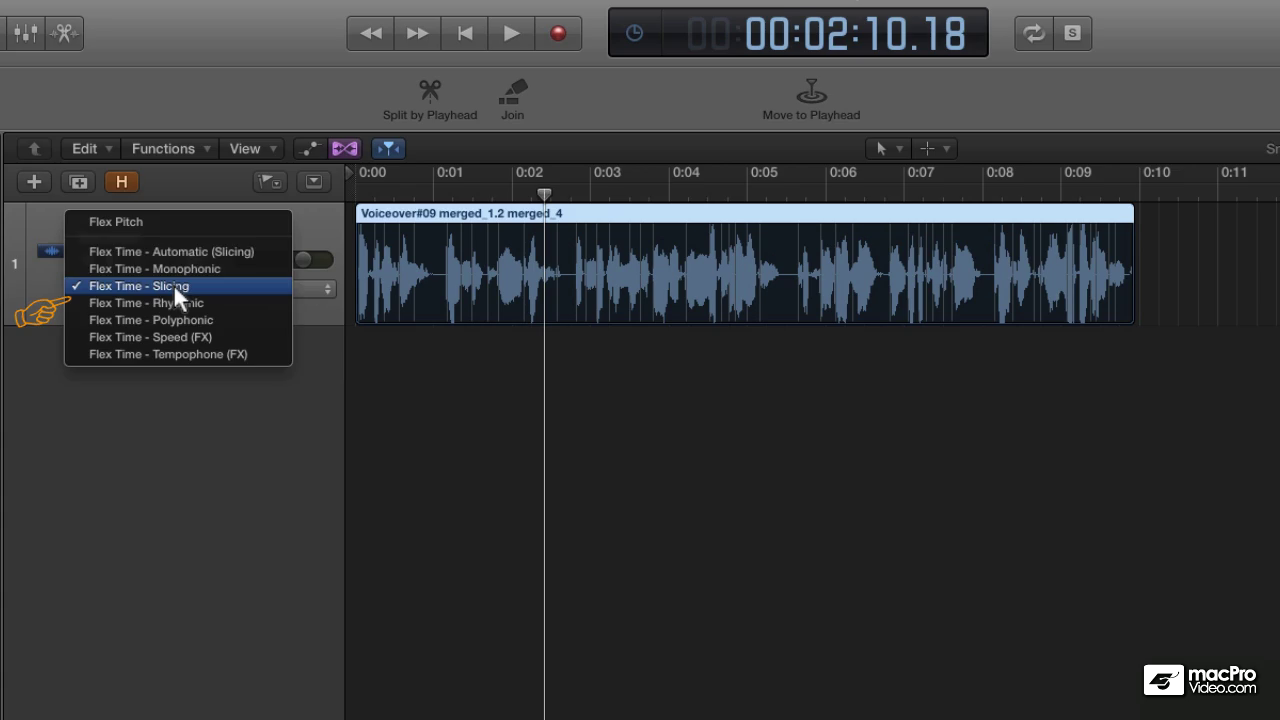 00:00:02:10.18
S
Split by Playhead
Join
Move to Playhead
Edit
Functions
View
Sn
H
0:00
0:01
0:02
0:03
0:04
0:05
0:06
0:07
0:08
0:09
0:10
0:11
Voiceover#09 merged_1.2 merged_4
1
Flex Pitch
Flex Time - Automatic (Slicing)
Flex Time - Monophonic
Flex Time - Slicing
Flex Time - Rhythmic
Flex Time - Polyphonic
Flex Time - Speed (FX)
Flex Time - Tempophone (FX)
macPro
Video.com